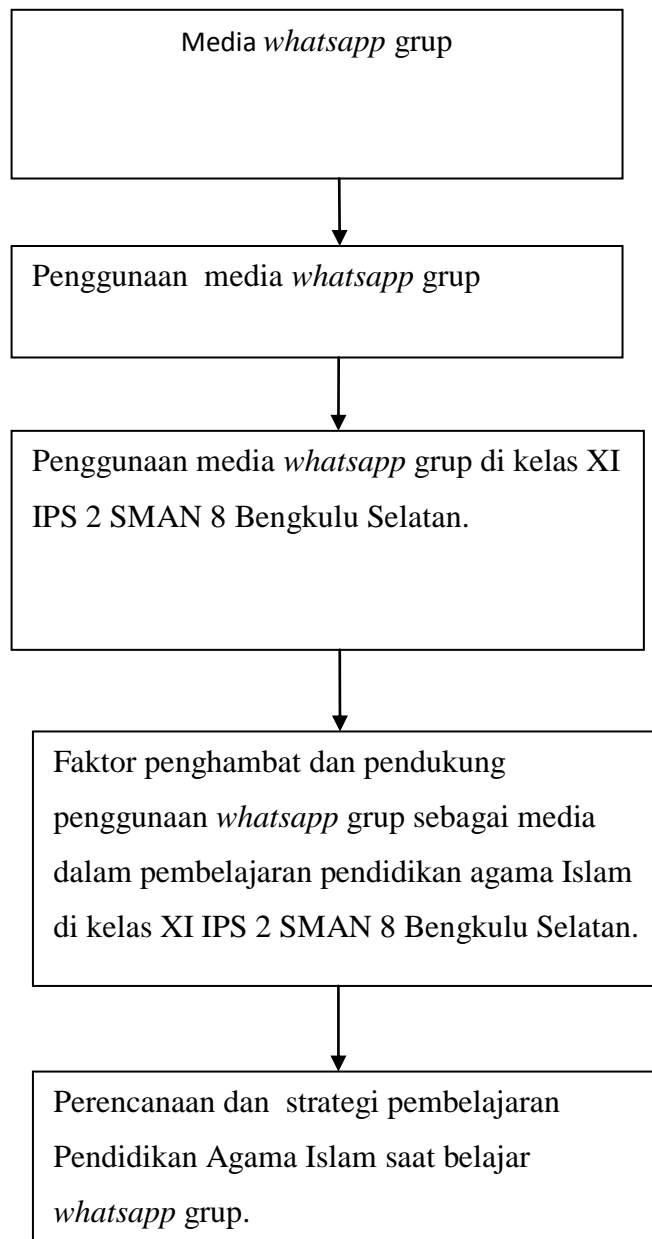 Media whatsapp grup
Penggunaan  media whatsapp grup
Penggunaan media whatsapp grup di kelas XI
IPS 2 SMAN 8 Bengkulu Selatan.
Faktor penghambat dan pendukung
penggunaan whatsapp grup sebagai media
dalam pembelajaran pendidikan agama Islam
di kelas XI IPS 2 SMAN 8 Bengkulu Selatan.
Perencanaan dan  strategi pembelajaran
Pendidikan Agama Islam saat belajar
whatsapp grup.